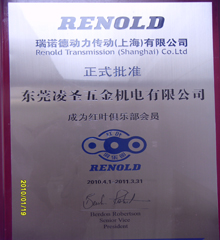 RENOLD
瑞诺德动力传动(上海)有限公司
Renold Transmission (Shanghai) Co.Ltd
正式批准
东莞凌圣五金机电有限公司
成为红叶俱乐部会员
RENOLD
2010.4.1-2011.3.31
President
2010/01/19